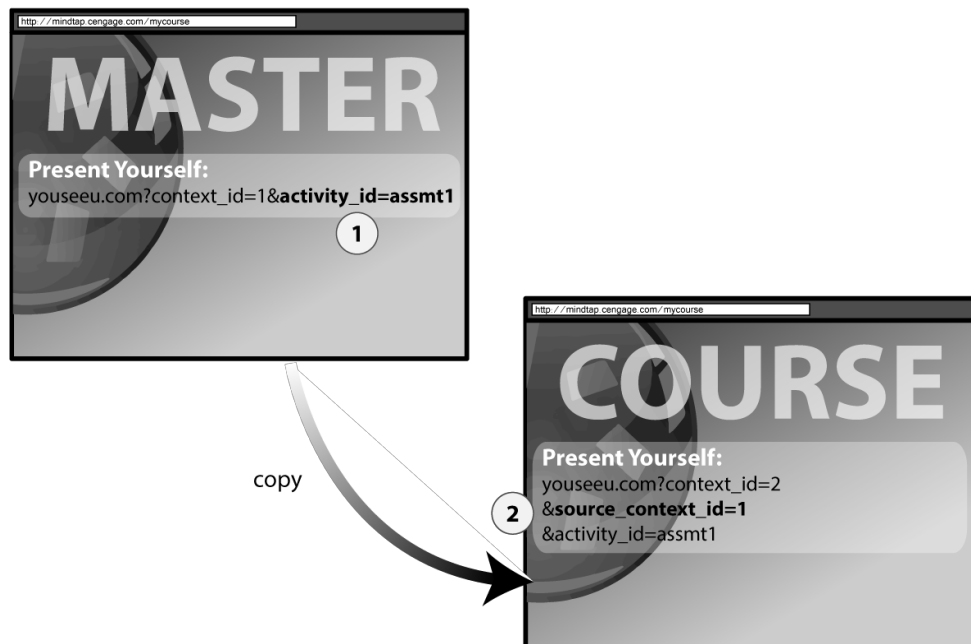 http://mindtap.cengage.com/mycourse
MASTER
Present Yourself:
youseeu.com?context_id=1&activity_id=assmt1
1
copy
http://mindtap.cengage.com/mycourse
COURSE
Present Yourself:
youseeu.com?context_id=2
2
&source_context_id=1
&activity_id=assmt1